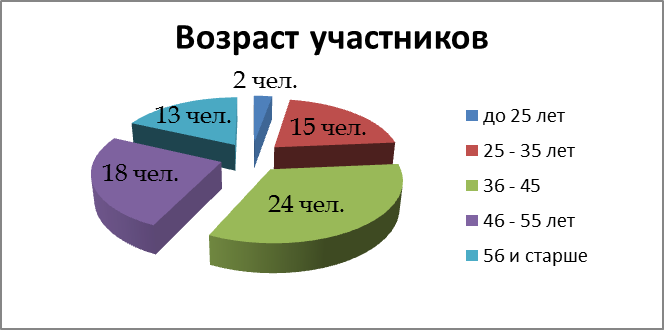 Возраст участников
2 чел.
13 чел.
15 чел.
18 чел.
24 чел.
до 25 лет
25 - 35 лет
36 - 45
46 - 55 лет
56 и старше